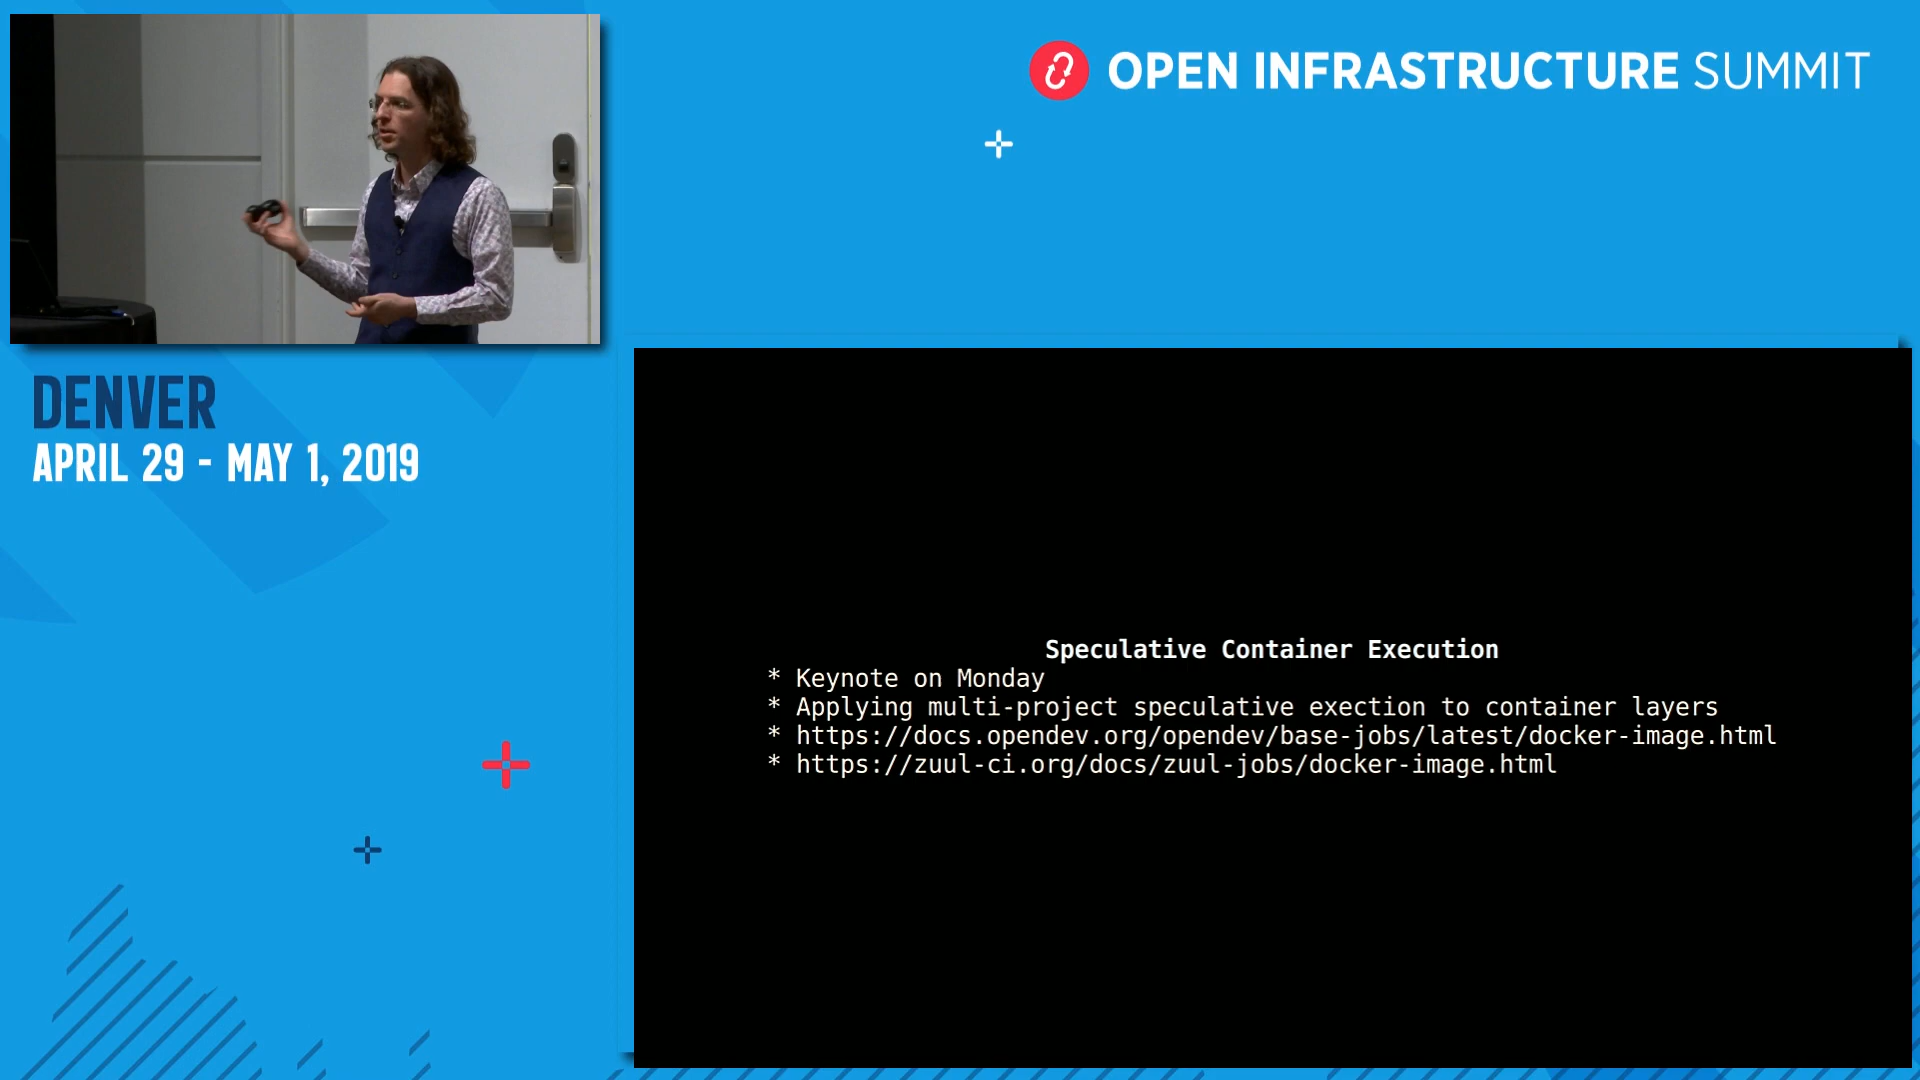 OPEN INFRASTRUCTURE SUMMIT
DENVER
APRIL 29 - MAY 1, 2019
Speculative Container Execution
* Keynote on Monday
* Applying multi-project speculative exection to container layers
* https://docs.opendev.org/opendev/base-jobs/latest/docker-image.html
* https://zuul-ci.org/docs/zuul-jobs/docker-image.html